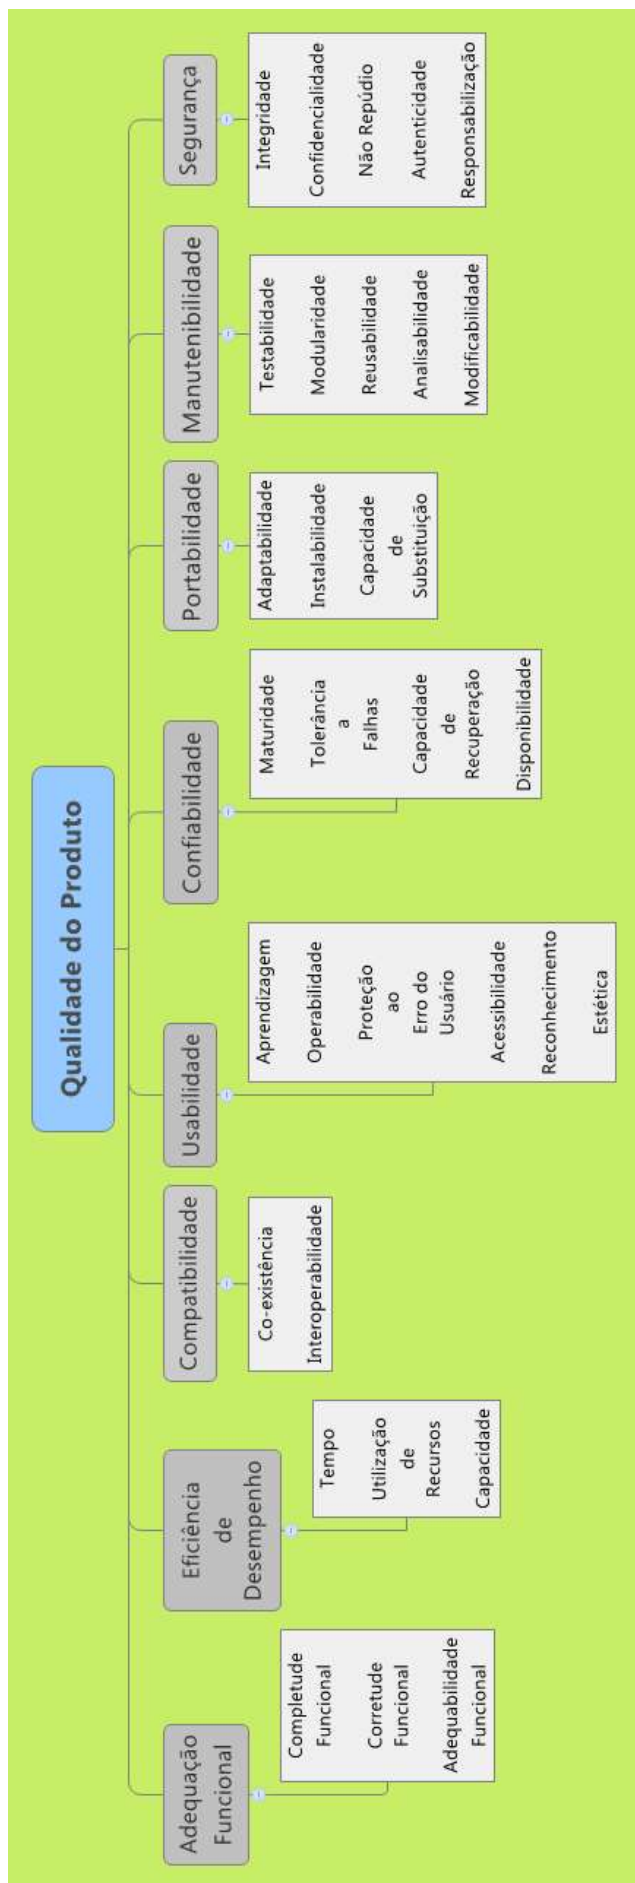 Qualidade do Produto
Adequação
Funcional
Completude
Funcional
Corretude
Funcional
Adequabilidade
Funcional
Eficiência
de
Desempenho
Tempo
Utilização
de
Recursos
Capacidade
Compatibilidade
Co-existência
Interoperabilidade
Usabilidade
Aprendizagem
Operabilidade
Proteção
ao
Erro do
Usuário
Acessibilidade
Reconhecimento
Estética
Confiabilidade
Maturidade
Tolerância
a
Falhas
Capacidade
de
Recuperação
Disponibilidade
Portabilidade
Adaptabilidade
Instalabilidade
Capacidade
de
Substituição
Manutenibilidade
Testabilidade
Modularidade
Reusabilidade
Analisabilidade
Modificabilidade
Segurança
Integridade
Confidencialidade
Não Repúdio
Autenticidade
Responsabilização